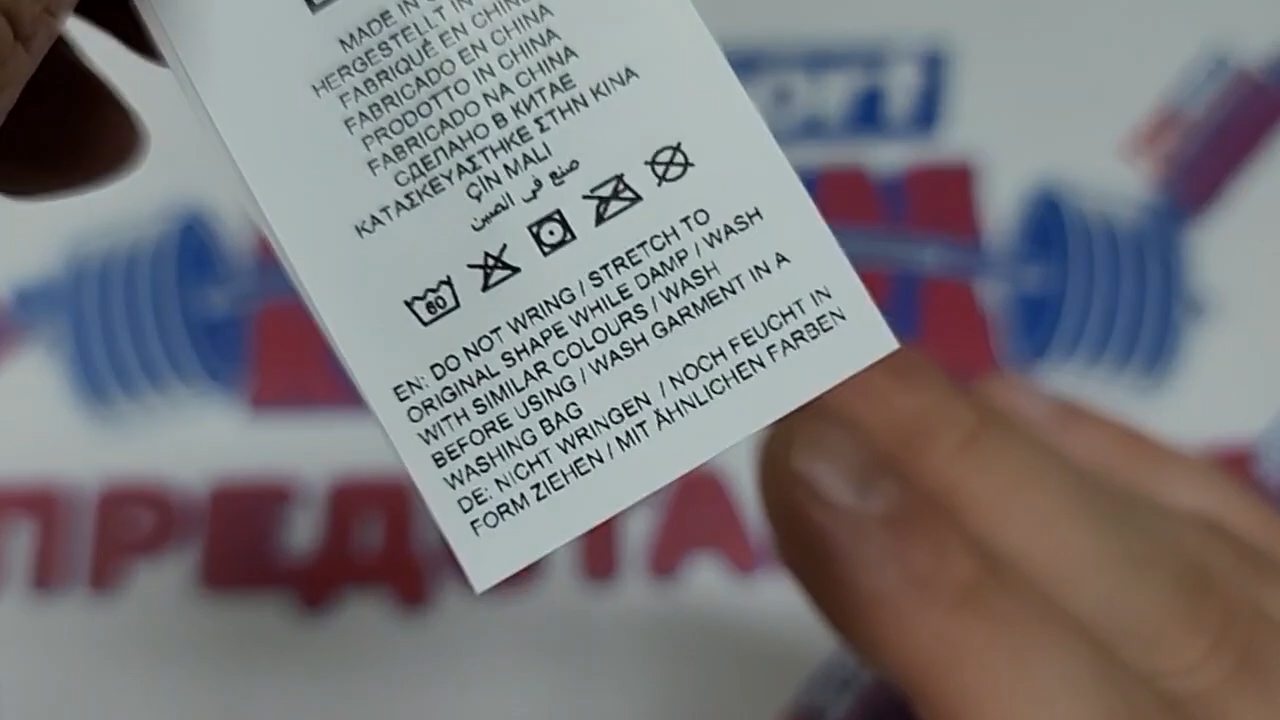 MADE IN
HERGESTELLT IN
FABRIQUÉ EN CHINE
FABRICADO EN CHINA
PRODOTTO IN CHINA
FABRICADO NA CHINA
СДЕЛАНО В КИТАЕ
ΚΑΤΑΣΚΕΥΑΣΤΗΚΕ ΣΤΗΝ ΚΙΝΑ
ÇİN MALI
صنع في الصين
60
EN: DO NOT WRING / STRETCH TO
ORIGINAL SHAPE WHILE DAMP / WASH
WITH SIMILAR COLOURS / WASH
BEFORE USING / WASH GARMENT IN A
WASHING BAG
DE: NICHT WRINGEN / NOCH FEUCHT IN
FORM ZIEHEN / MIT ÄHNLICHEN FARBEN